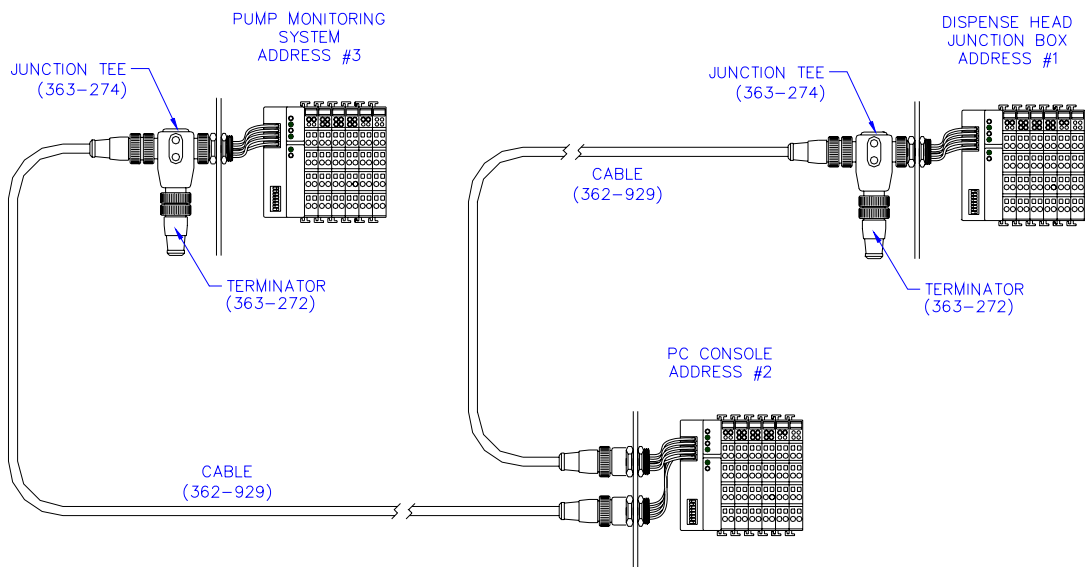 PUMP MONITORING
SYSTEM
ADDRESS #3
JUNCTION TEE
(363-274)
TERMINATOR
(363-272)
DISPENSE HEAD
JUNCTION BOX
ADDRESS #1
JUNCTION TEE
(363-274)
CABLE
(362-929)
TERMINATOR
(363-272)
PC CONSOLE
ADDRESS #2
CABLE
(362-929)